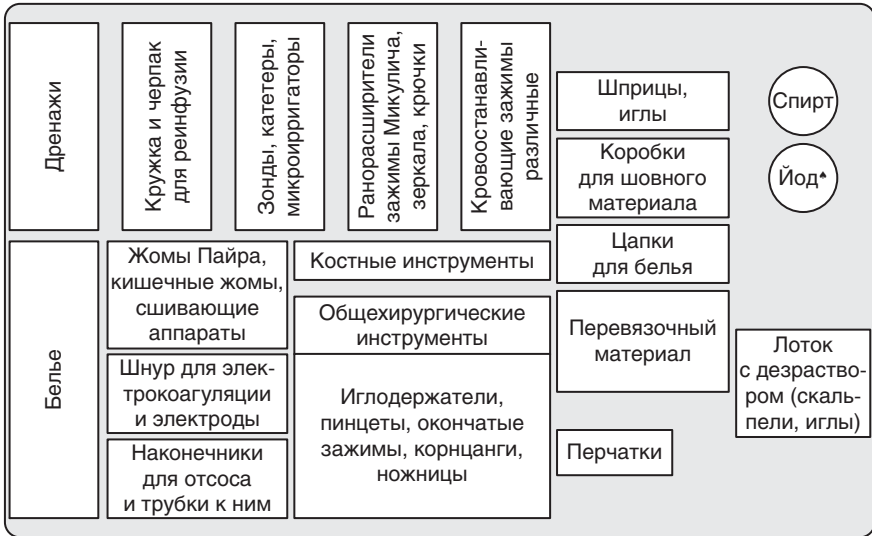 Дренажи
Кружка и черпак
для реинфузии
Зонды, катетеры,
микроирригаторы
Ранорасширители
зажимы Микулича,
зеркала, крючки
Кровоостанавли-
вающие зажимы
различные
Шприцы,
иглы
Спирт
Коробки
для шовного
материала
Йод♠
Белье
Жомы Пайра,
кишечные жомы,
сшивающие
аппараты
Костные инструменты
Цапки
для белья
Общехирургические
инструменты
Перевязочный
материал
Лоток
с дезраство-
ром (скаль-
пели, иглы)
Шнур для элек-
трокоагуляции
и электроды
Иглодержатели,
пинцеты, окончатые
зажимы, корнцанги,
ножницы
Перчатки
Наконечники
для отсоса
и трубки к ним